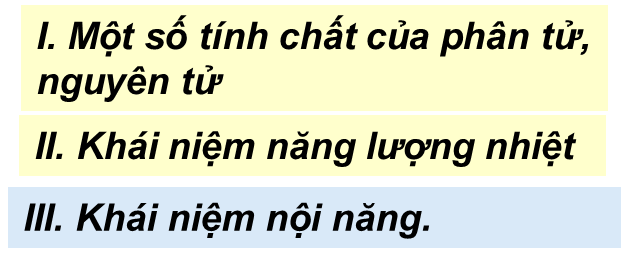 I. Một số tính chất của phân tử,
nguyên tử
II. Khái niệm năng lượng nhiệt
III. Khái niệm nội năng.